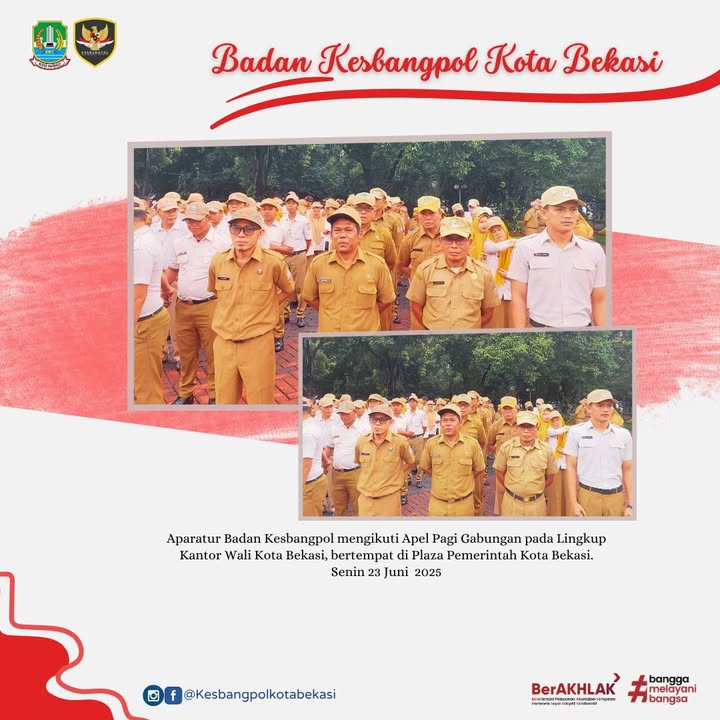 Badan Kesbangpol Kota Bekasi
Aparatur Badan Kesbangpol mengikuti Apel Pagi Gabungan pada Lingkup
Kantor Wali Kota Bekasi, bertempat di Plaza Pemerintah Kota Bekasi.
Senin 23 Juni 2025
@Kesbangpolkotabekasi
BerAKHLAK
#bangga
melayani
bangsa